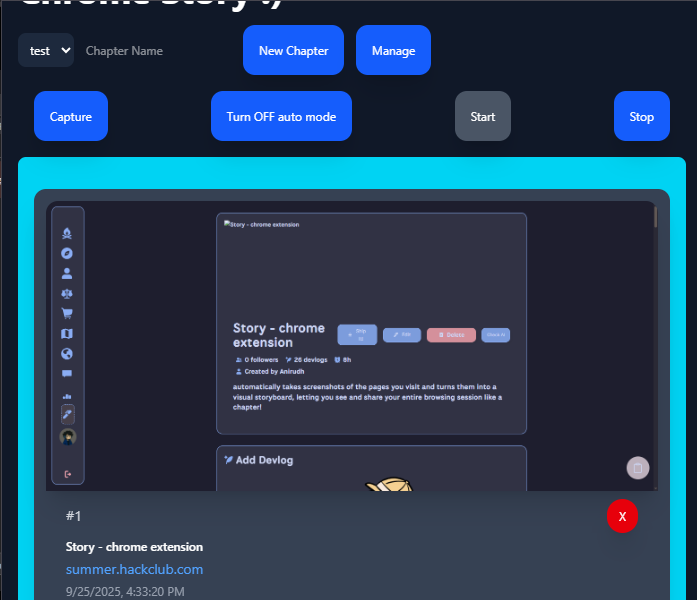 Chrome Story :)
test
Chapter Name
New Chapter
Manage
Capture
Turn OFF auto mode
Start
Stop
Story - chrome extension
Story - chrome
extension
Ship
Edit
Delete
0 followers
26 devlogs
8h
Created by Anirudh
automatically takes screenshots of the pages you visit and turns them into a
visual storyboard, letting you see and share your entire browsing session like a
chapter!
Add Devlog
#1
X
Story - chrome extension
summer.hackclub.com
9/25/2025, 4:33:20 PM